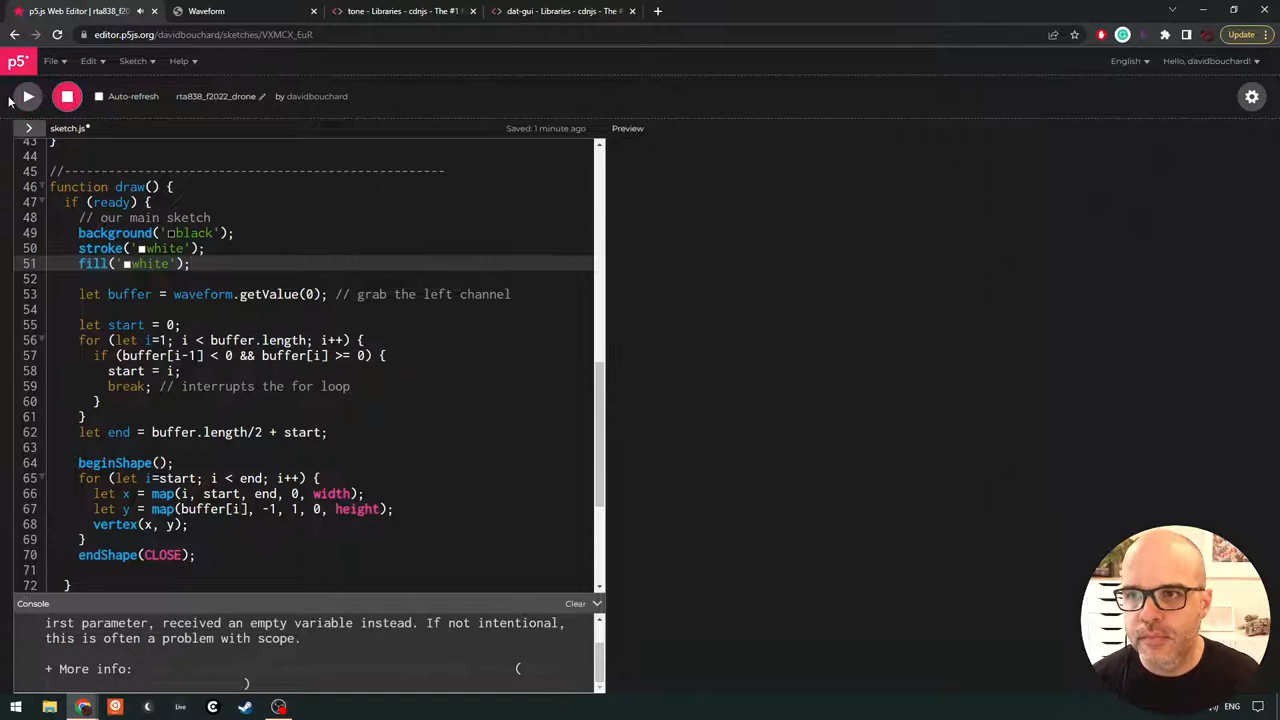 p5.js Web Editor | rta838_f20
Waveform
tone - Libraries - cdnjs - The #1 f
dat-gui - Libraries - cdnjs - The #
editor.p5js.org/davidbouchard/sketches/VXMCX_EuR
Update
p5*
File
Edit
Sketch
Help
English
Hello, davidbouchard!
Auto-refresh
rta838_f2022_drone
by davidbouchard
sketch.js
Saved: 1 minute ago
Preview
43 }
44
45 //----------------------------------------------------
46 function draw() {
47 if (ready) {
48 // our main sketch
49 background('black');
50 stroke('white');
51 fill('white');
52
53 let buffer = waveform.getValue(0); // grab the left channel
54
55 let start = 0;
56 for (let i=1; i < buffer.length; i++) {
57 if (buffer[i-1] < 0 && buffer[i] >= 0) {
58 start = i;
59 break; // interrupts the for loop
60 }
61 }
62 let end = buffer.length/2 + start;
63
64 beginShape();
65 for (let i=start; i < end; i++) {
66 let x = map(i, start, end, 0, width);
67 let y = map(buffer[i], -1, 1, 0, height);
68 vertex(x, y);
69 }
70 endShape(CLOSE);
71
72 }
Console
Clear
irst parameter, received an empty variable instead. If not intentional,
this is often a problem with scope.
+ More info: (
)
Live
ENG